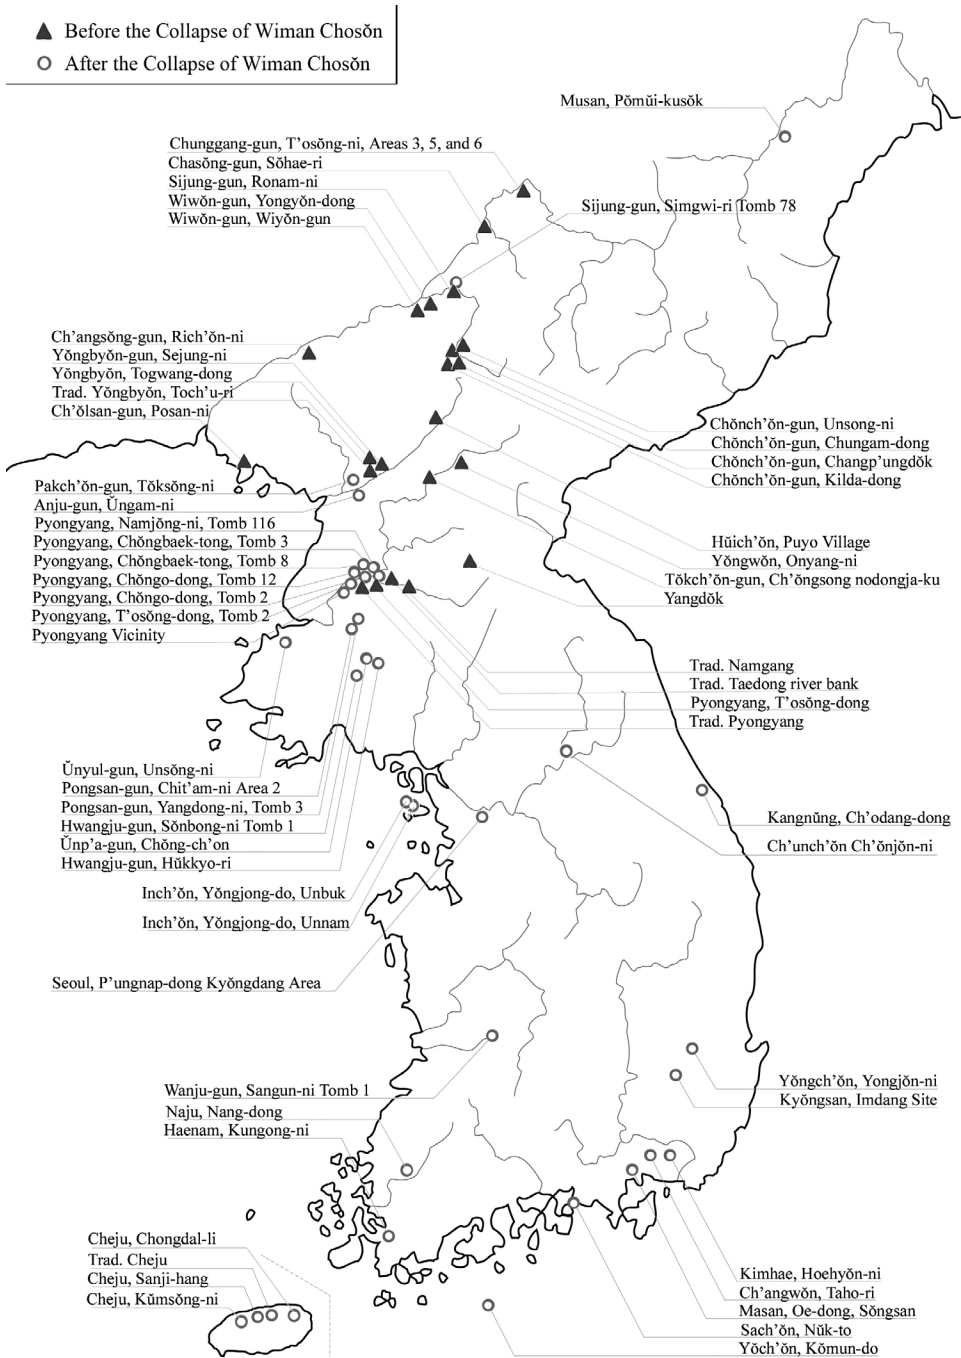 Before the Collapse of Wiman Chosŏn
After the Collapse of Wiman Chosŏn
Musan, Pŏmŭi-kusŏk
Chunggang-gun, T'osŏng-ni, Areas 3, 5, and 6
Chasŏng-gun, Sŏhae-ri
Sijung-gun, Ronam-ni
Wiwŏn-gun, Yongyŏn-dong
Wiwŏn-gun, Wiyŏn-gun
Sijung-gun, Simgwi-ri Tomb 78
Ch'angsŏng-gun, Rich'ŏn-ni
Yŏngbyŏn-gun, Sejung-ni
Yŏngbyŏn, Togwang-dong
Trad. Yŏngbyŏn, Toch'u-ri
Ch'ŏlsan-gun, Posan-ni
Chŏnch'ŏn-gun, Unsong-ni
Chŏnch'ŏn-gun, Chungam-dong
Chŏnch'ŏn-gun, Changp'ungdŏk
Chŏnch'ŏn-gun, Kilda-dong
Pakch'ŏn-gun, Tŏksŏng-ni
Anju-gun, Ŭngam-ni
Pyongyang, Namjŏng-ni, Tomb 116
Pyongyang, Chŏngbaek-tong, Tomb 3
Pyongyang, Chŏngbaek-tong, Tomb 8
Pyongyang, Chŏngo-dong, Tomb 12
Pyongyang, Chŏngo-dong, Tomb 2
Pyongyang, T'osŏng-dong, Tomb 2
Pyongyang Vicinity
Hŭich'ŏn, Puyo Village
Yŏngwŏn, Onyang-ni
Tŏkch'ŏn-gun, Ch'ŏngsong nodongja-ku
Yangdŏk
Trad. Namgang
Trad. Taedong river bank
Pyongyang, T'osŏng-dong
Trad. Pyongyang
Ŭnyul-gun, Unsŏng-ni
Pongsan-gun, Chit'am-ni Area 2
Pongsan-gun, Yangdong-ni, Tomb 3
Hwangju-gun, Sŏnbong-ni Tomb 1
Ŭnp'a-gun, Chŏng-ch'on
Hwangju-gun, Hŭkkyo-ri
Inch'ŏn, Yŏngjong-do, Unbuk
Inch'ŏn, Yŏngjong-do, Unnam
Kangnŭng, Ch'odang-dong
Ch'unch'ŏn Ch'ŏnjŏn-ni
Seoul, P'ungnap-dong Kyŏngdang Area
Wanju-gun, Sangun-ni Tomb 1
Naju, Nang-dong
Haenam, Kungong-ni
Yŏngch'ŏn, Yongjŏn-ni
Kyŏngsan, Imdang Site
Cheju, Chongdal-li
Trad. Cheju
Cheju, Sanji-hang
Cheju, Kŭmsŏng-ni
Kimhae, Hoehyŏn-ni
Ch'angwŏn, Taho-ri
Masan, Oe-dong, Sŏngsan
Sach'ŏn, Nŭk-to
Yŏch'ŏn, Kŏmun-do